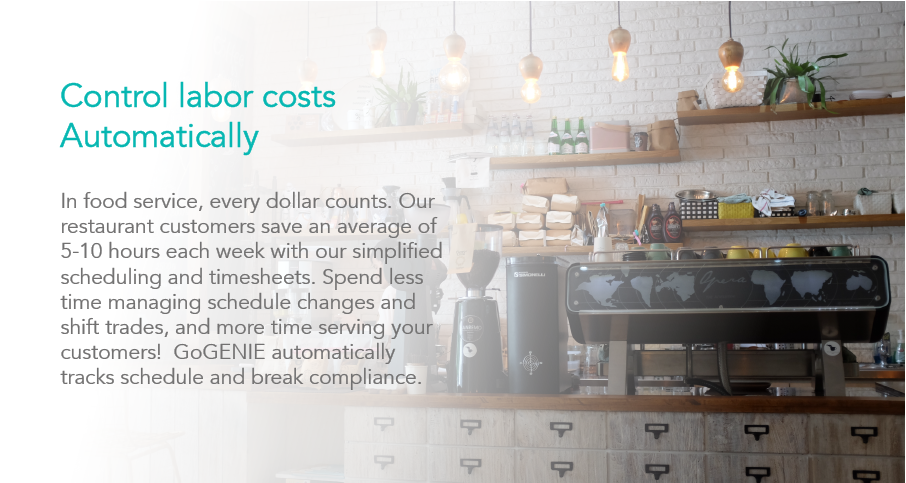 Control labor costs
Automatically
In food service, every dollar counts. Our
restaurant customers save an average of
5-10 hours each week with our simplified
scheduling and timesheets. Spend less
time managing schedule changes and
shift trades, and more time serving your
customers!  GoGENIE automatically
tracks schedule and break compliance.